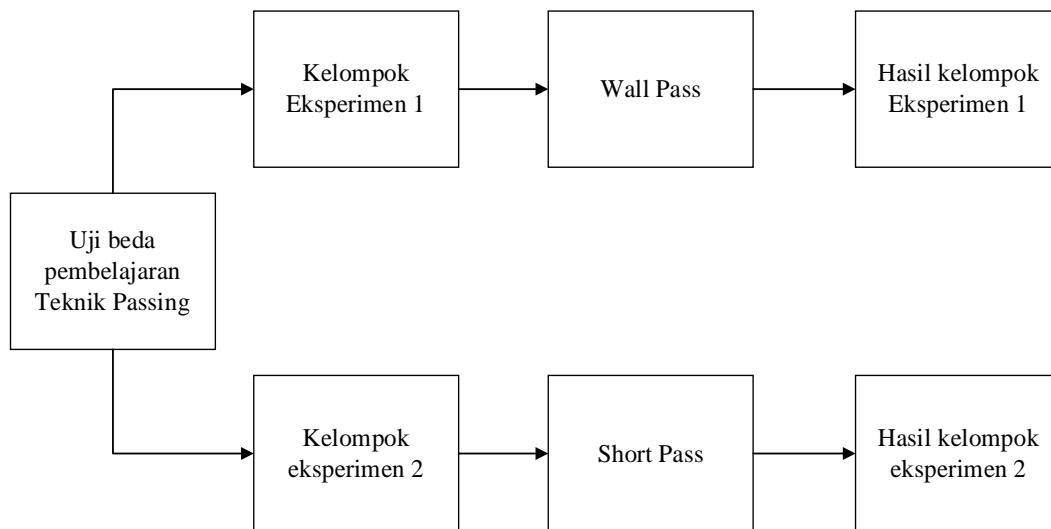 Kelompok
Eksperimen 1
Wall Pass
Hasil kelompok
Eksperimen 1
Uji beda
pembelajaran
Teknik Passing
Kelompok
eksperimen 2
Short Pass
Hasil kelompok
eksperimen 2